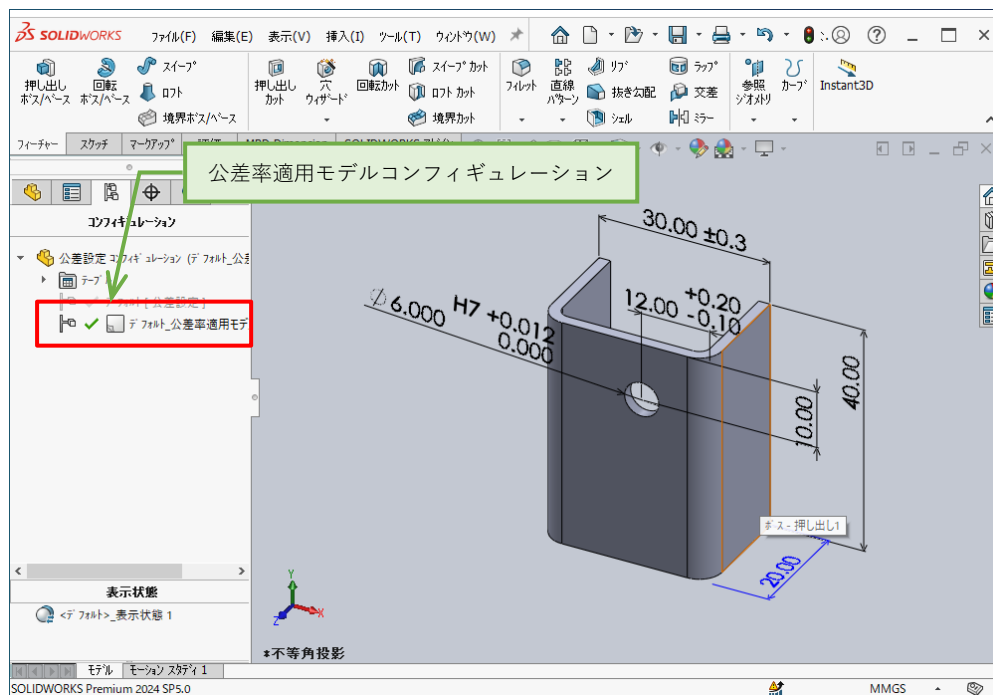 SOLIDWORKS ファイル(F) 編集(E) 表示(V) 挿入(I) ツール(T) ウィンドウ(W)
押し出し ボス/ベース
回転 ボス/ベース
スイープ
ロフト
境界ボス/ベース
押し出し カット
穴 ウィザード
回転カット
スイープ カット
ロフト カット
境界カット
フィレット
直線 パターン
リブ
抜き勾配
シェル
ラップ
交差
ミラー
参照 ジオメトリ
カーブ
Instant3D
フィーチャー スケッチ マークアップ
公差率適用モデルコンフィギュレーション
コンフィギュレーション
公差設定 コンフィギュレーション (デフォルト_公差
デフォルト_公差率適用モデ
表示状態
<デフォルト>_表示状態 1
30.00 ±0.3
∅6.000 H7 +0.012
0.000
12.00 +0.20
-0.10
10.00
40.00
20.00
ボス - 押し出し1
Y
X
Z
*不等角投影
モデル モーション スタディ 1
SOLIDWORKS Premium 2024 SP5.0 MMGS